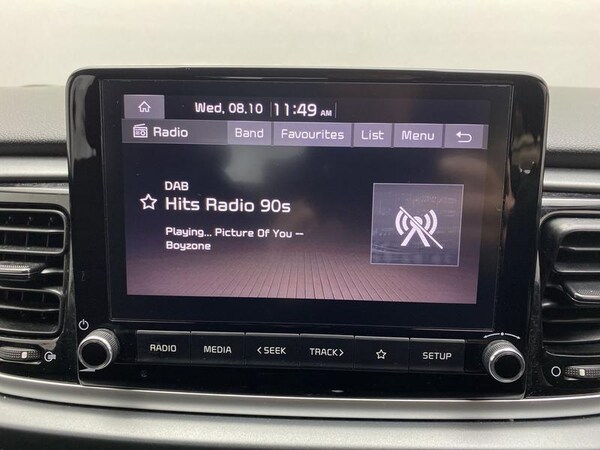 Wed, 08.10 11:49 AM
Radio Band Favourites List Menu
DAB
Hits Radio 90s
Playing... Picture Of You --
Boyzone
RADIO MEDIA <SEEK TRACK> SETUP